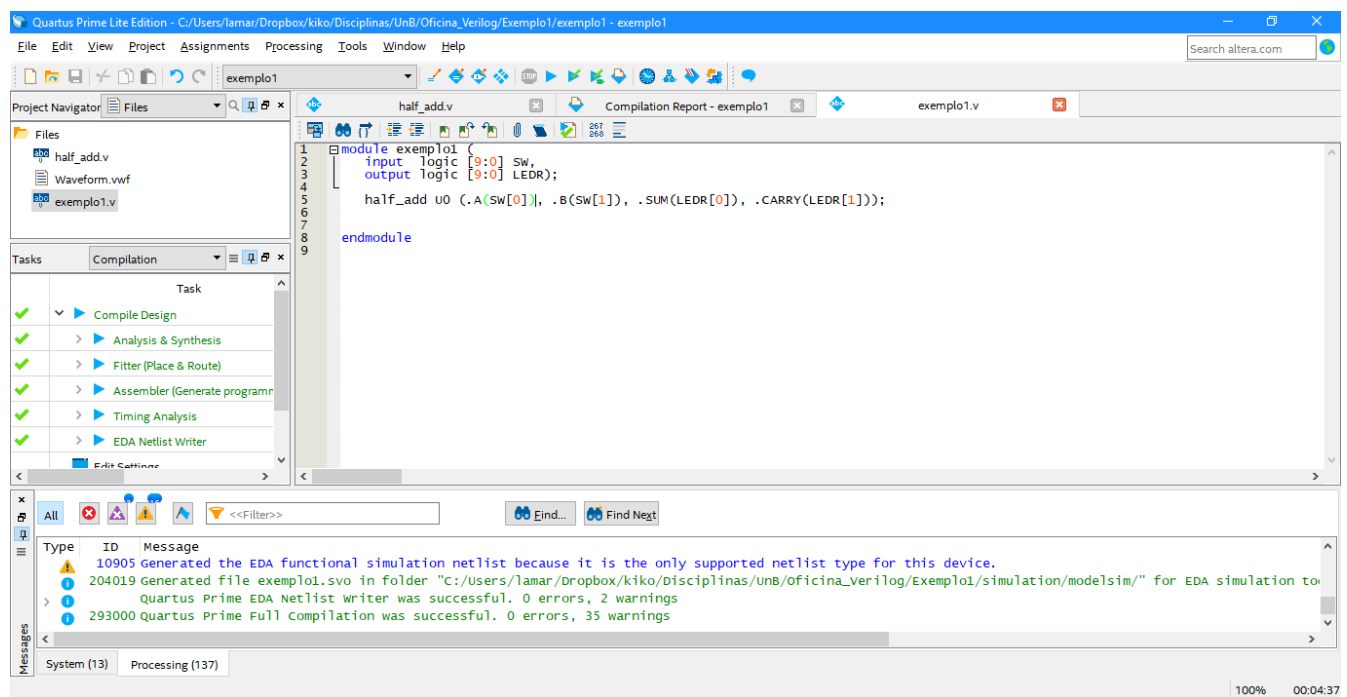 Quartus Prime Lite Edition - C:/Users/lamar/Dropbox/kiko/Disciplinas/UnB/Oficina_Verilog/Exemplo1/exemplo1 - exemplo1
File Edit View Project Assignments Processing Tools Window Help
Search altera.com
exemplo1
Project Navigator Files
half_add.v
Compilation Report - exemplo1
exemplo1.v
Files
half_add.v
Waveform.vwf
exemplo1.v
267
268
1 module exemplo1 (
2 input logic [9:0] SW,
3 output logic [9:0] LEDR);
4
5 half_add U0 (.A(SW[0]), .B(SW[1]), .SUM(LEDR[0]), .CARRY(LEDR[1]));
6
7
8 endmodule
9
Tasks Compilation
Task
Compile Design
Analysis & Synthesis
Fitter (Place & Route)
Assembler (Generate programm
Timing Analysis
EDA Netlist Writer
Edit Settings
All
<<Filter>>
Find...
Find Next
Type ID Message
10905 Generated the EDA functional simulation netlist because it is the only supported netlist type for this device.
204019 Generated file exemplo1.svo in folder "C:/Users/lamar/Dropbox/kiko/Disciplinas/UnB/Oficina_Verilog/Exemplo1/simulation/modelsim/" for EDA simulation to
Quartus Prime EDA Netlist Writer was successful. 0 errors, 2 warnings
293000 Quartus Prime Full Compilation was successful. 0 errors, 35 warnings
Messages
System (13) Processing (137)
100% 00:04:37